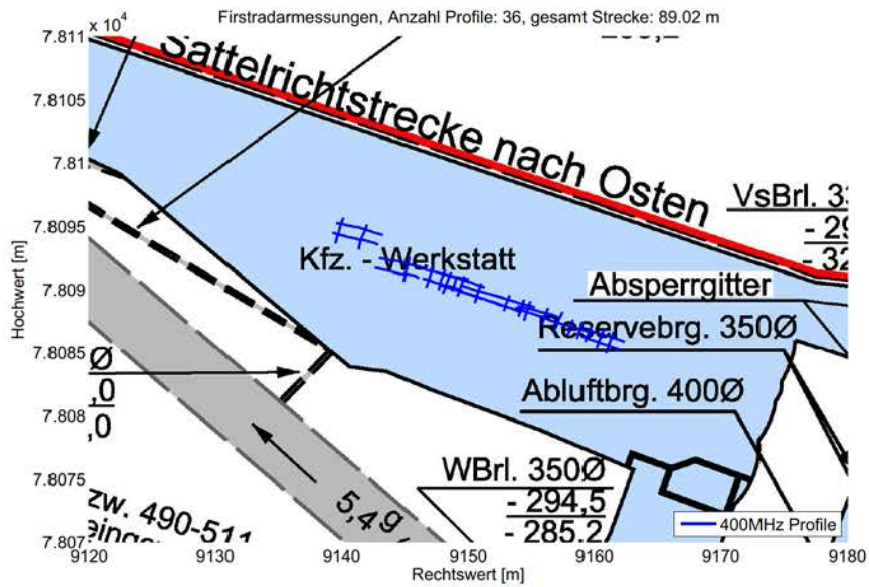 Firstradarmessungen, Anzahl Profile: 36, gesamt Strecke: 89.02 m
7.811 x 10⁴
7.8105
7.81
7.8095
7.809
7.8085
7.808
7.8075
7.807
Hochwert [m]
Sattelrichtstrecke nach Osten
VsBrl. 33
- 29
- 32
Kfz. - Werkstatt
Absperrgitter
Reservebrg. 350Ø
Ø
,0
,0
Abluftbrg. 400Ø
WBrl. 350Ø
- 294,5
- 285,2
zw. 490-511
5,4
g
400MHz Profile
9120 9130 9140 9150 9160 9170 9180
Rechtswert [m]